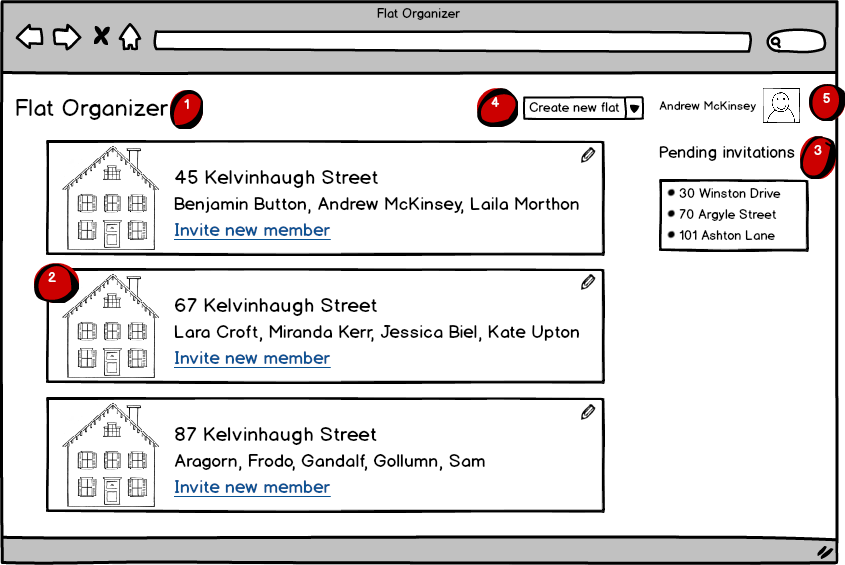 Flat Organizer
Flat Organizer 1
4 Create new flat
Andrew McKinsey 5
45 Kelvinhaugh Street
Benjamin Button, Andrew McKinsey, Laila Morthon
Invite new member
2
67 Kelvinhaugh Street
Lara Croft, Miranda Kerr, Jessica Biel, Kate Upton
Invite new member
87 Kelvinhaugh Street
Aragorn, Frodo, Gandalf, Gollumn, Sam
Invite new member
Pending invitations 3
30 Winston Drive
70 Argyle Street
101 Ashton Lane